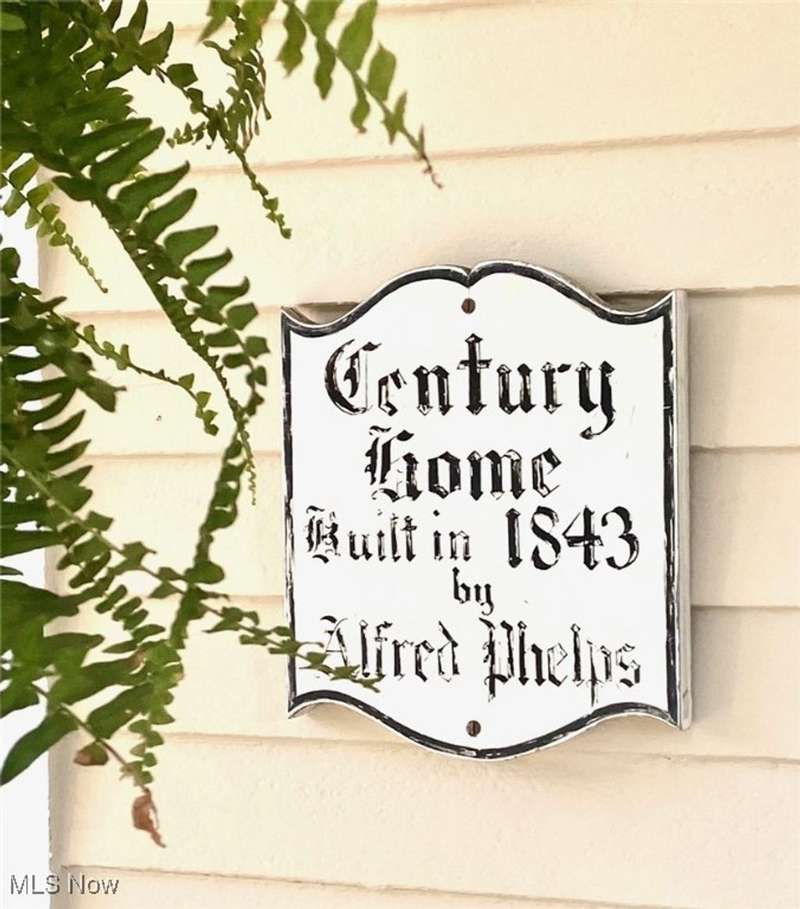 Century
Home
Built in 1843
by
Alfred Phelps
MLS Now